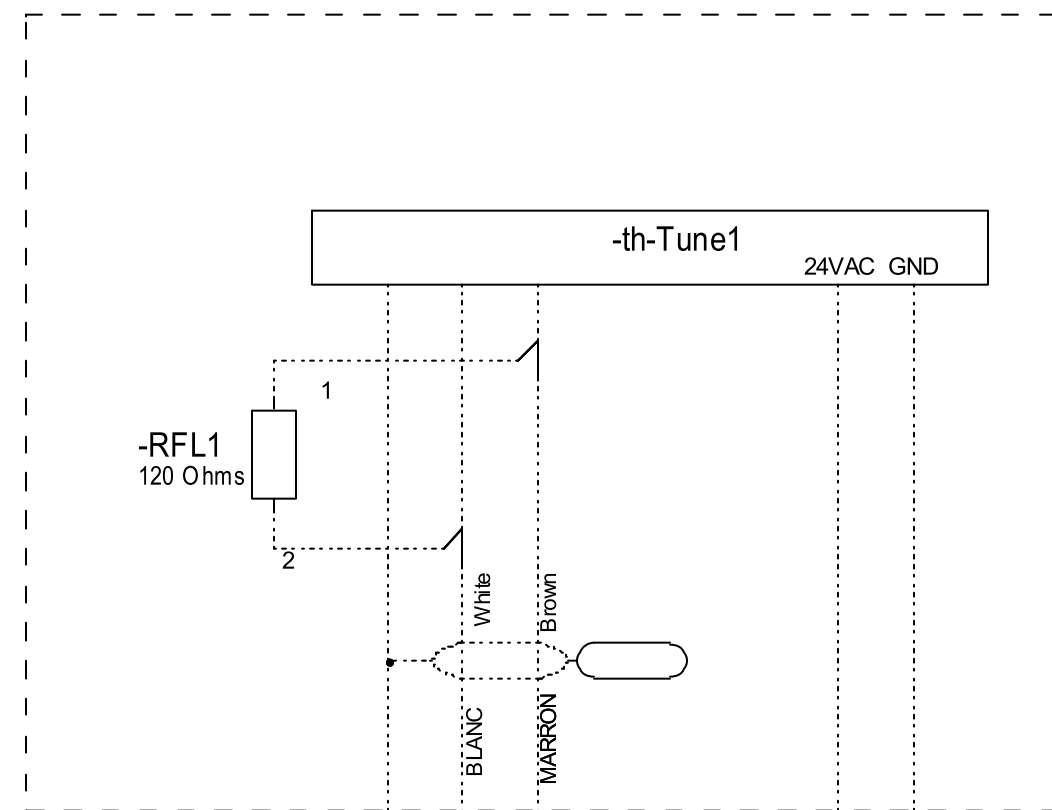 -th-Tune1
24VAC GND
1
-RFL1
120 Ohms
2
White
Brown
BLANC
MARRON